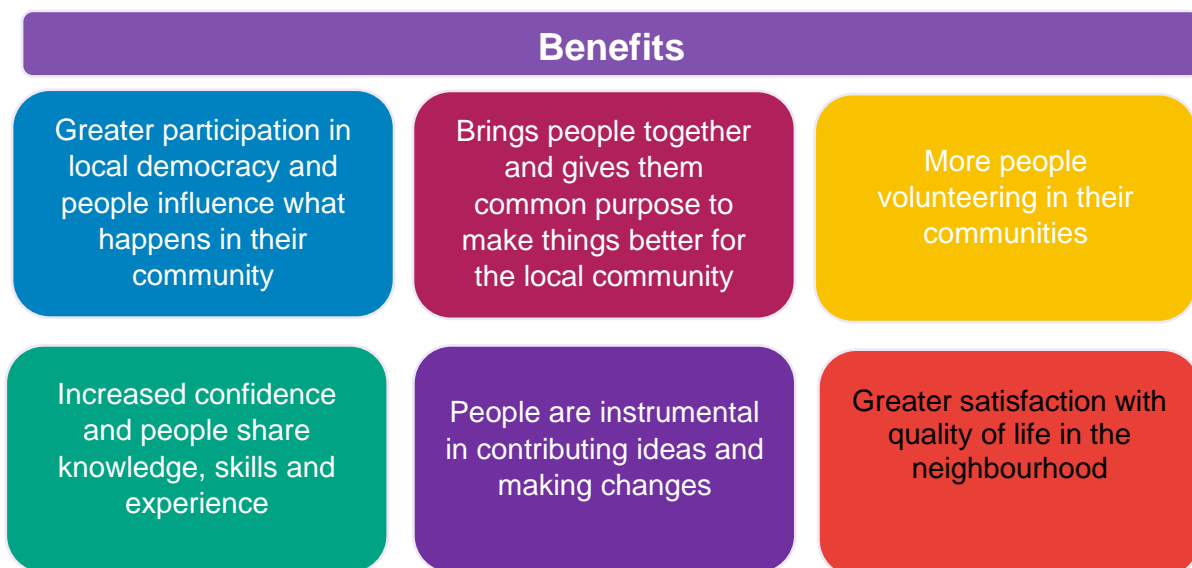 Benefits
Greater participation in
local democracy and
people influence what
happens in their
community
Brings people together
and gives them
common purpose to
make things better for
the local community
More people
volunteering in their
communities
Increased confidence
and people share
knowledge, skills and
experience
People are instrumental
in contributing ideas and
making changes
Greater satisfaction with
quality of life in the
neighbourhood